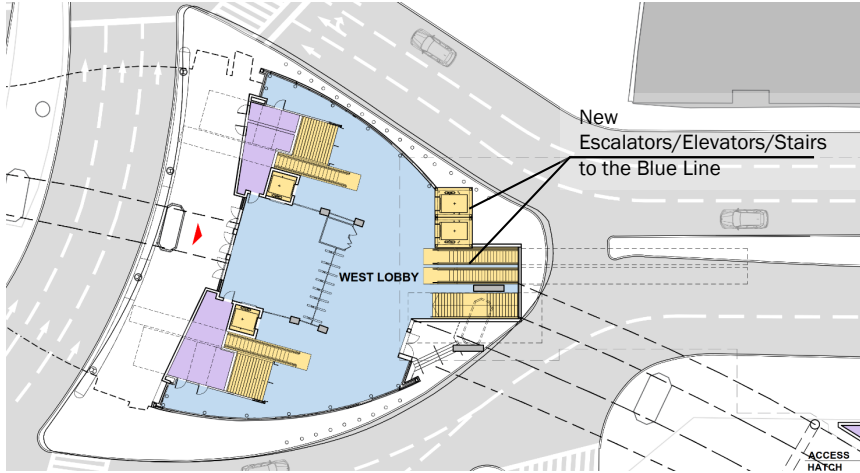 New
Escalators/Elevators/Stairs
to the Blue Line
WEST LOBBY
ACCESS
HATCH